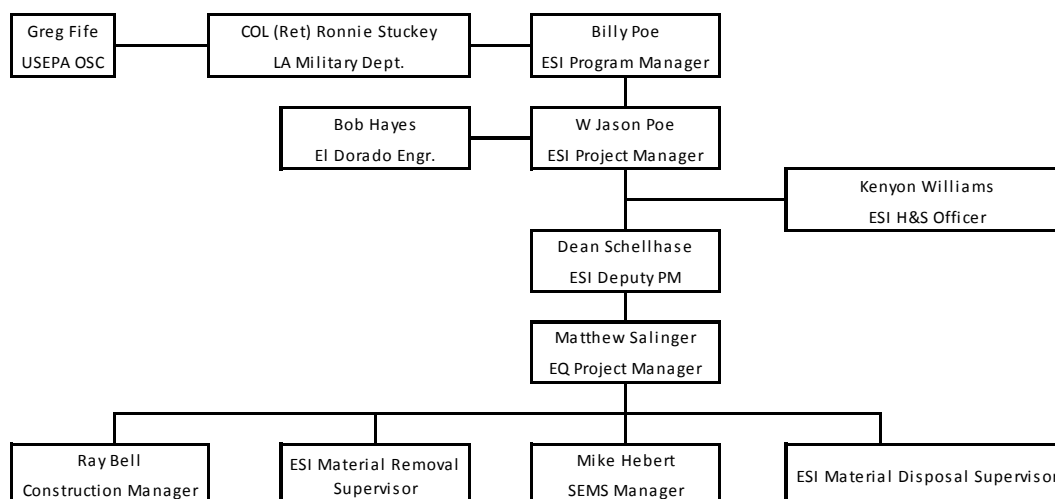 Greg Fife
USEPA OSC
COL (Ret) Ronnie Stuckey
LA Military Dept.
Billy Poe
ESI Program Manager
Bob Hayes
El Dorado Engr.
W Jason Poe
ESI Project Manager
Kenyon Williams
ESI H&S Officer
Dean Schellhase
ESI Deputy PM
Matthew Salinger
EQ Project Manager
Ray Bell
Construction Manager
ESI Material Removal
Supervisor
Mike Hebert
SEMS Manager
ESI Material Disposal Supervisor